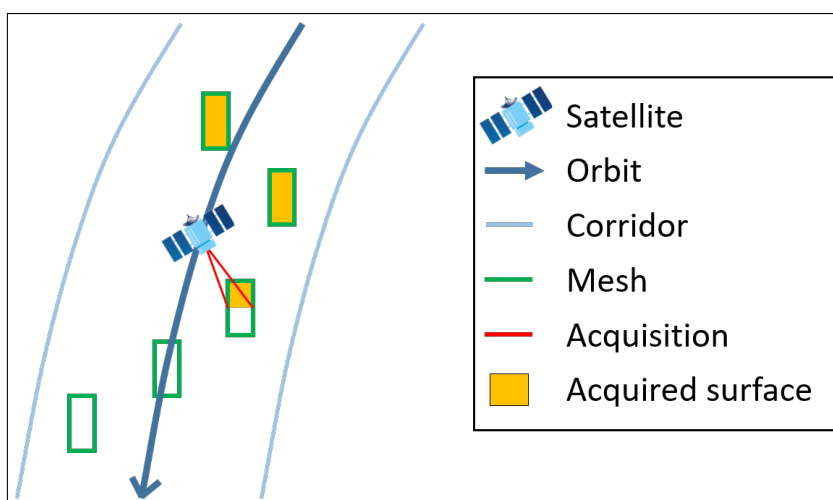 Satellite
Orbit
Corridor
Mesh
Acquisition
Acquired surface